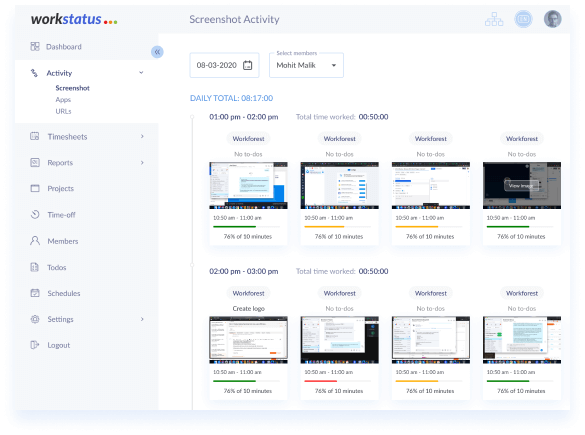 workstatus
Screenshot Activity
Dashboard
Activity
Screenshot
Apps
URLs
Timesheets
Reports
Projects
Time-off
Members
Todos
Schedules
Settings
Logout
08-03-2020
Select members
Mohit Malik
DAILY TOTAL: 08:17:00
01:00 pm - 02:00 pm Total time worked: 00:50:00
Workforest Workforest Workforest Workforest
No to-dos No to-dos No to-dos No to-dos
View image
10:50 am - 11:00 am 10:50 am - 11:00 am 10:50 am - 11:00 am 10:50 am - 11:00 am
76% of 10 minutes 76% of 10 minutes 76% of 10 minutes 76% of 10 minutes
02:00 pm - 03:00 pm Total time worked: 00:50:00
Workforest Workforest Workforest Workforest
Create logo No to-dos No to-dos No to-dos
10:50 am - 11:00 am 10:50 am - 11:00 am 10:50 am - 11:00 am 10:50 am - 11:00 am
76% of 10 minutes 76% of 10 minutes 76% of 10 minutes 76% of 10 minutes